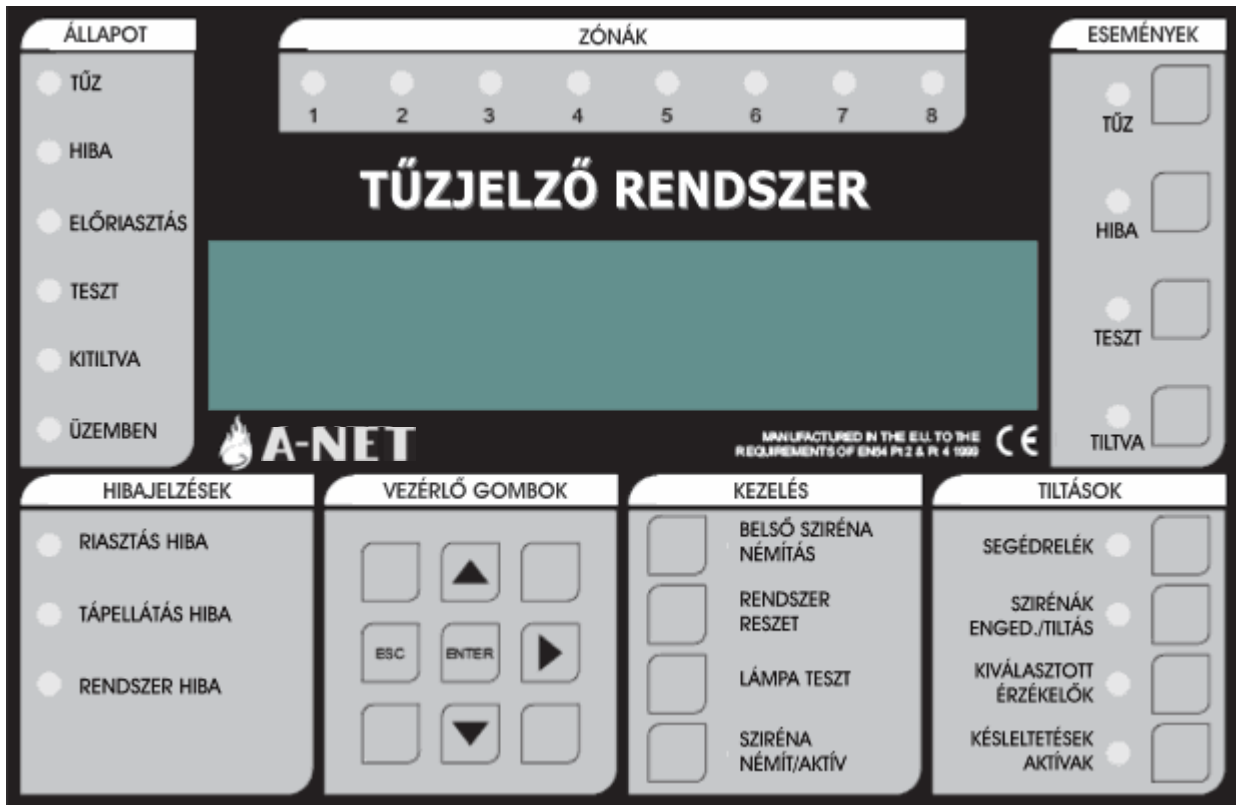 ÁLLAPOT
TŰZ
HIBA
ELŐRIASZTÁS
TESZT
KITILTVA
ÜZEMBEN
ZÓNÁK
1 2 3 4 5 6 7 8
TŰZJELZŐ RENDSZER
A-NET
MANUFACTURED IN THE E.U. TO THE
REQUIREMENTS OF EN54 Pt 2 & Pt 4 1999
CE
ESEMÉNYEK
TŰZ
HIBA
TESZT
TILTVA
HIBAJELZÉSEK
RIASZTÁS HIBA
TÁPELLÁTÁS HIBA
RENDSZER HIBA
VEZÉRLŐ GOMBOK
ESC
ENTER
KEZELÉS
BELSŐ SZIRÉNA
NÉMÍTÁS
RENDSZER
RESZET
LÁMPA TESZT
SZIRÉNA
NÉMÍT/AKTÍV
TILTÁSOK
SEGÉDRELÉK
SZIRÉNÁK
ENGED./TILTÁS
KIVÁLASZTOTT
ÉRZÉKELŐK
KÉSLELTETÉSEK
AKTÍVAK